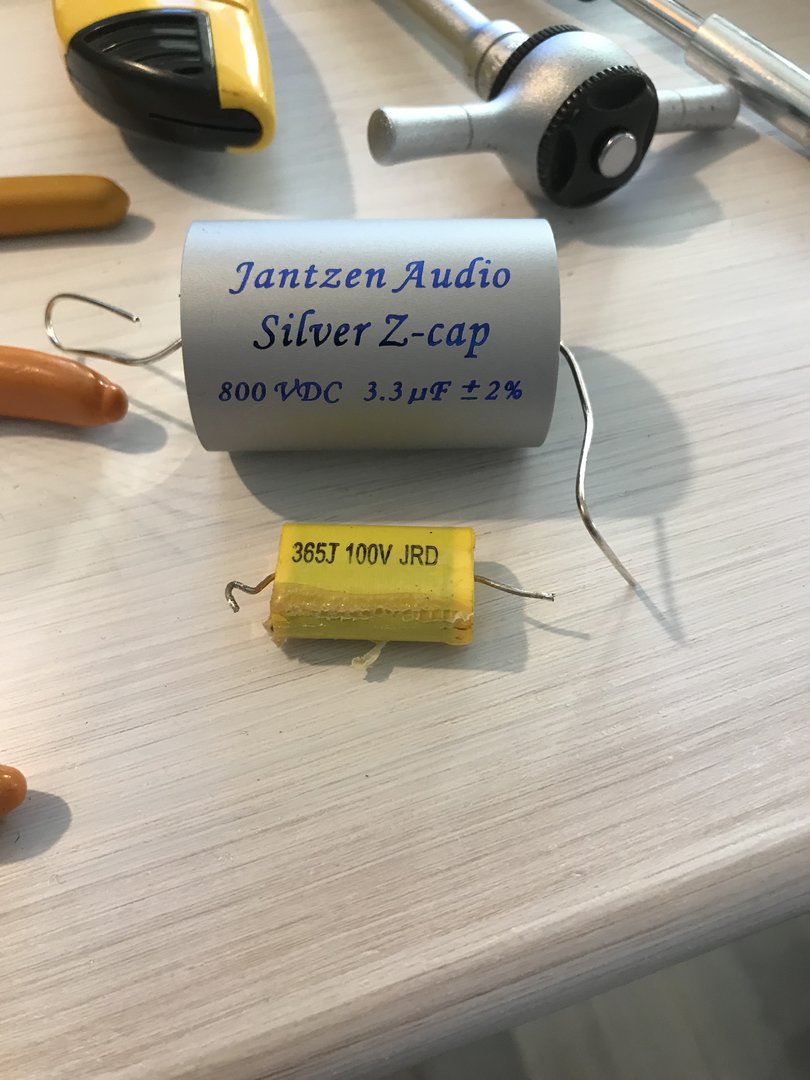 Jantzen Audio
Silver Z-cap
800 VDC 3.3 µF ± 2%
365J 100V JRD